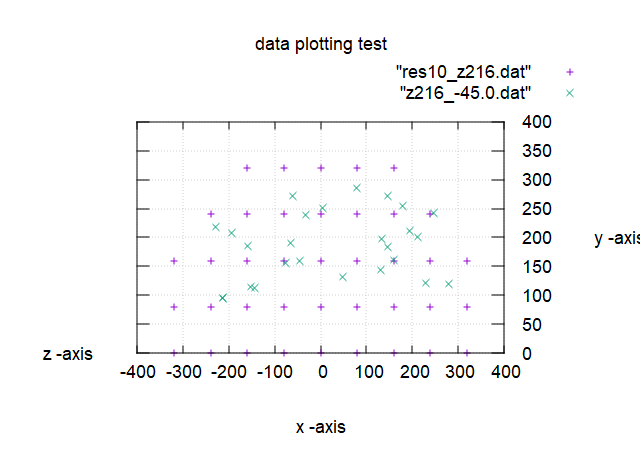 data plotting test
"res10_z216.dat"
"z216_-45.0.dat"
400
350
300
250
200
150
100
50
0
y -axis
z -axis
-400 -300 -200 -100 0 100 200 300 400
x -axis